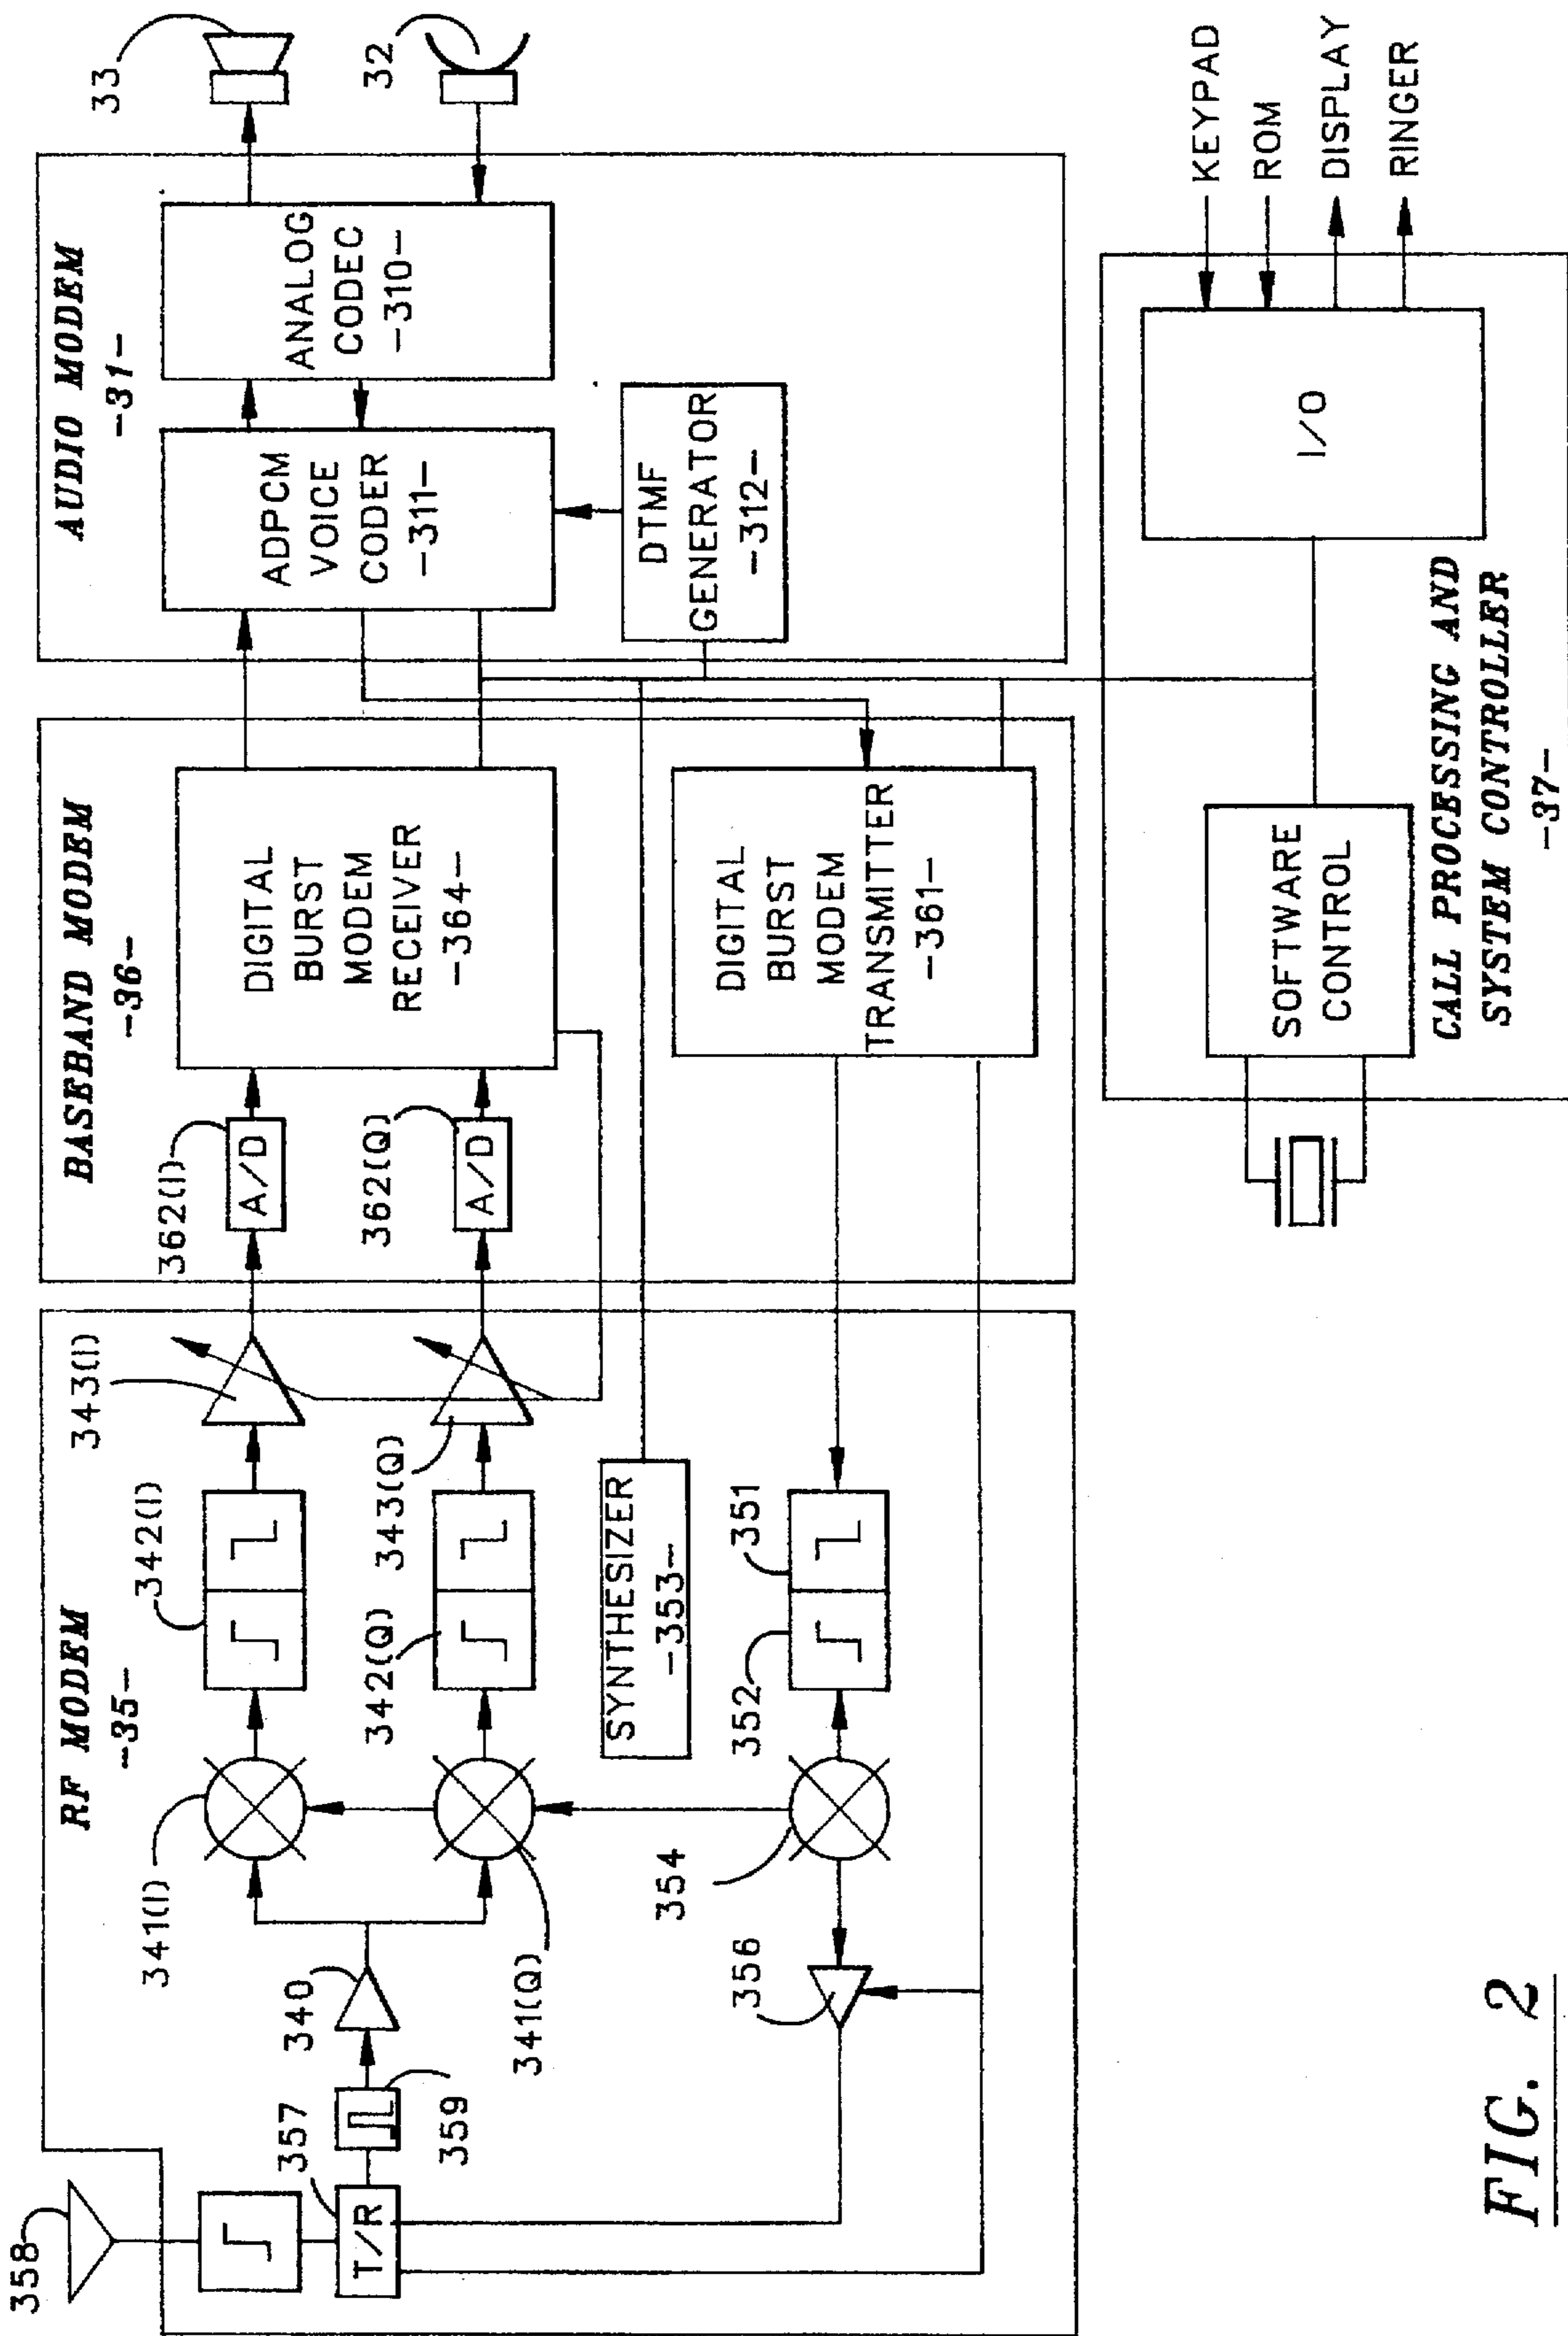 RF MODEM
-35-
358
357
359
340
341(I)
341(Q)
342(I)
342(Q)
343(I)
343(Q)
T/R
SYNTHESIZER
-353-
354
356
352
351
BASEBAND MODEM
-36-
362(I)
A/D
362(Q)
A/D
DIGITAL
BURST
MODEM
RECEIVER
-364-
DIGITAL
BURST
MODEM
TRANSMITTER
-361-
AUDIO MODEM
-31-
ADPCM
VOICE
CODER
-311-
ANALOG
CODEC
-310-
DTMF
GENERATOR
-312-
33
32
SOFTWARE
CONTROL
I/O
KEYPAD
ROM
DISPLAY
RINGER
CALL PROCESSING AND
SYSTEM CONTROLLER
-37-
FIG. 2